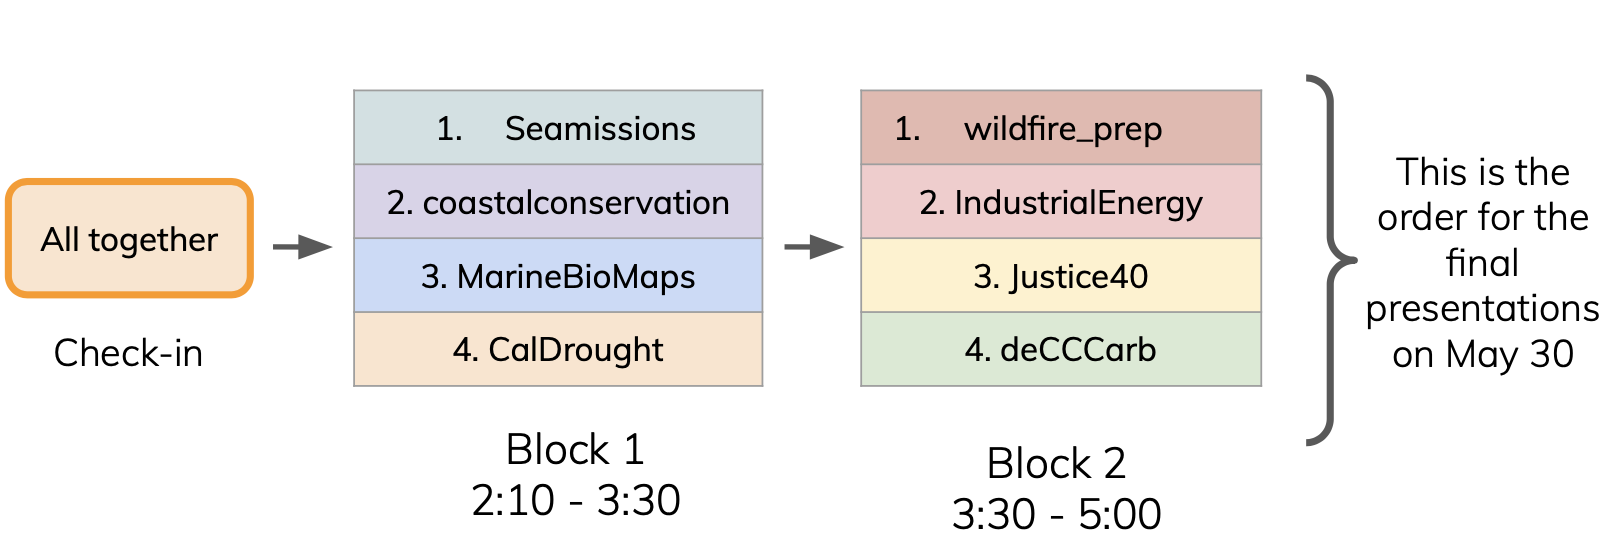 All together
Check-in
1. Seamissions
2. coastalconservation
3. MarineBioMaps
4. CalDrought
Block 1
2:10 - 3:30
1. wildfire_prep
2. IndustrialEnergy
3. Justice40
4. deCCCarb
Block 2
3:30 - 5:00
This is the
order for the
final
presentations
on May 30